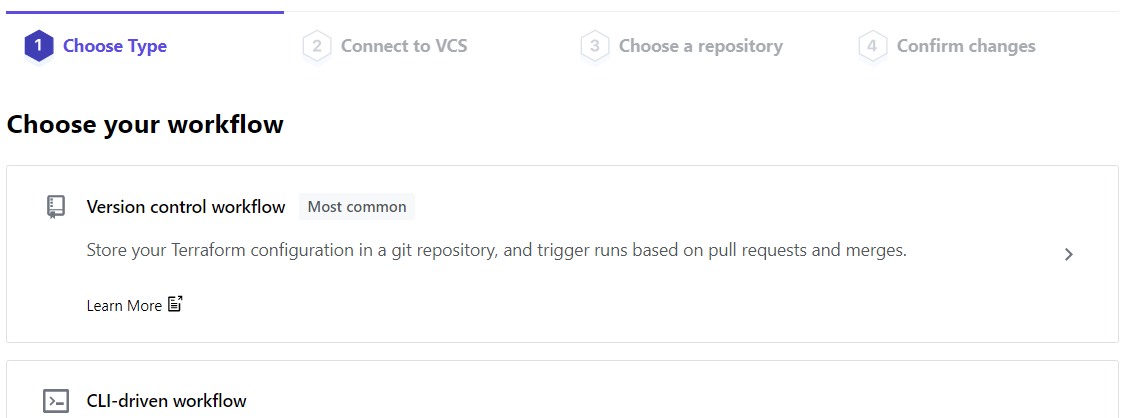 1 Choose Type 2 Connect to VCS 3 Choose a repository 4 Confirm changes
Choose your workflow
Version control workflow Most common
Store your Terraform configuration in a git repository, and trigger runs based on pull requests and merges.
Learn More
CLI-driven workflow